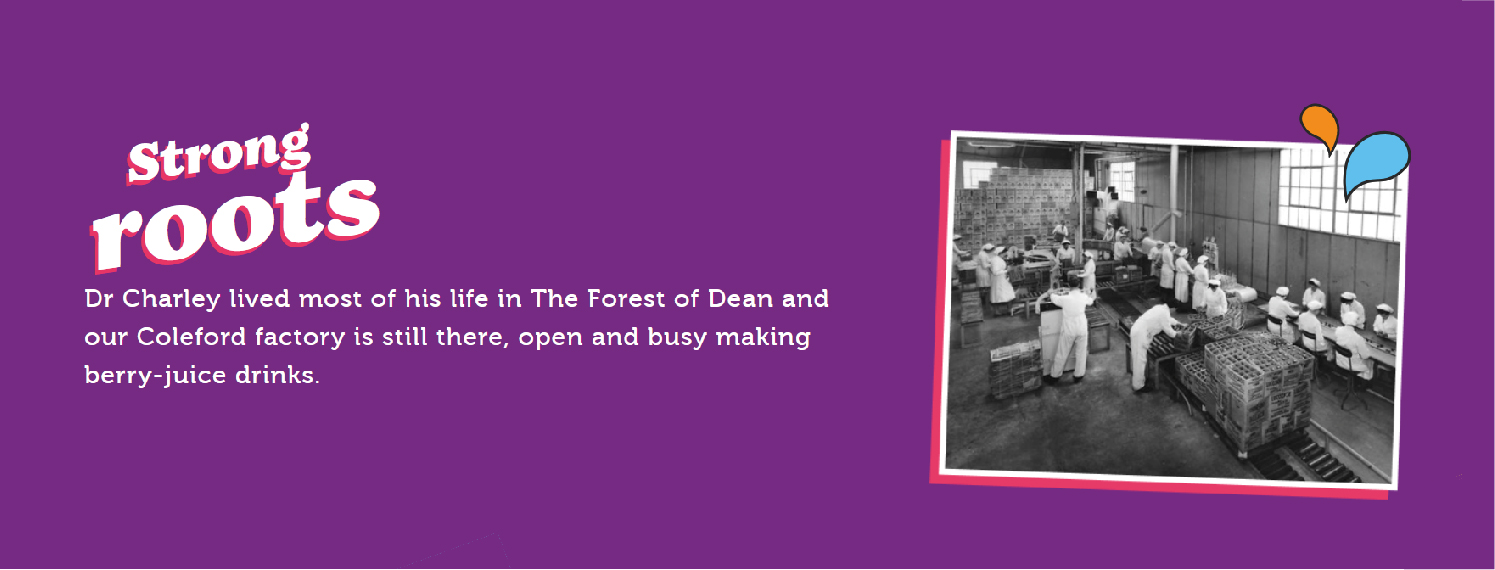 Strong
roots
Dr Charley lived most of his life in The Forest of Dean and
our Coleford factory is still there, open and busy making
berry-juice drinks.